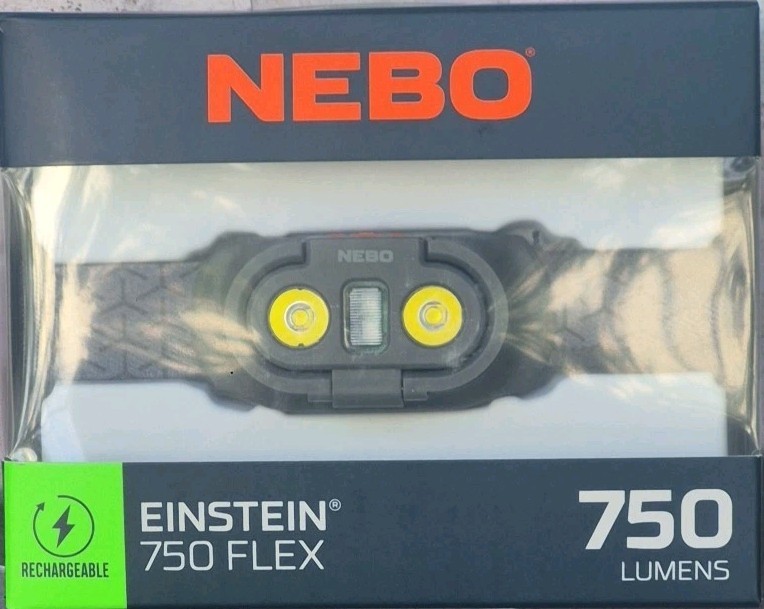 NEBO®
NEBO
RECHARGEABLE
EINSTEIN®
750 FLEX
750
LUMENS